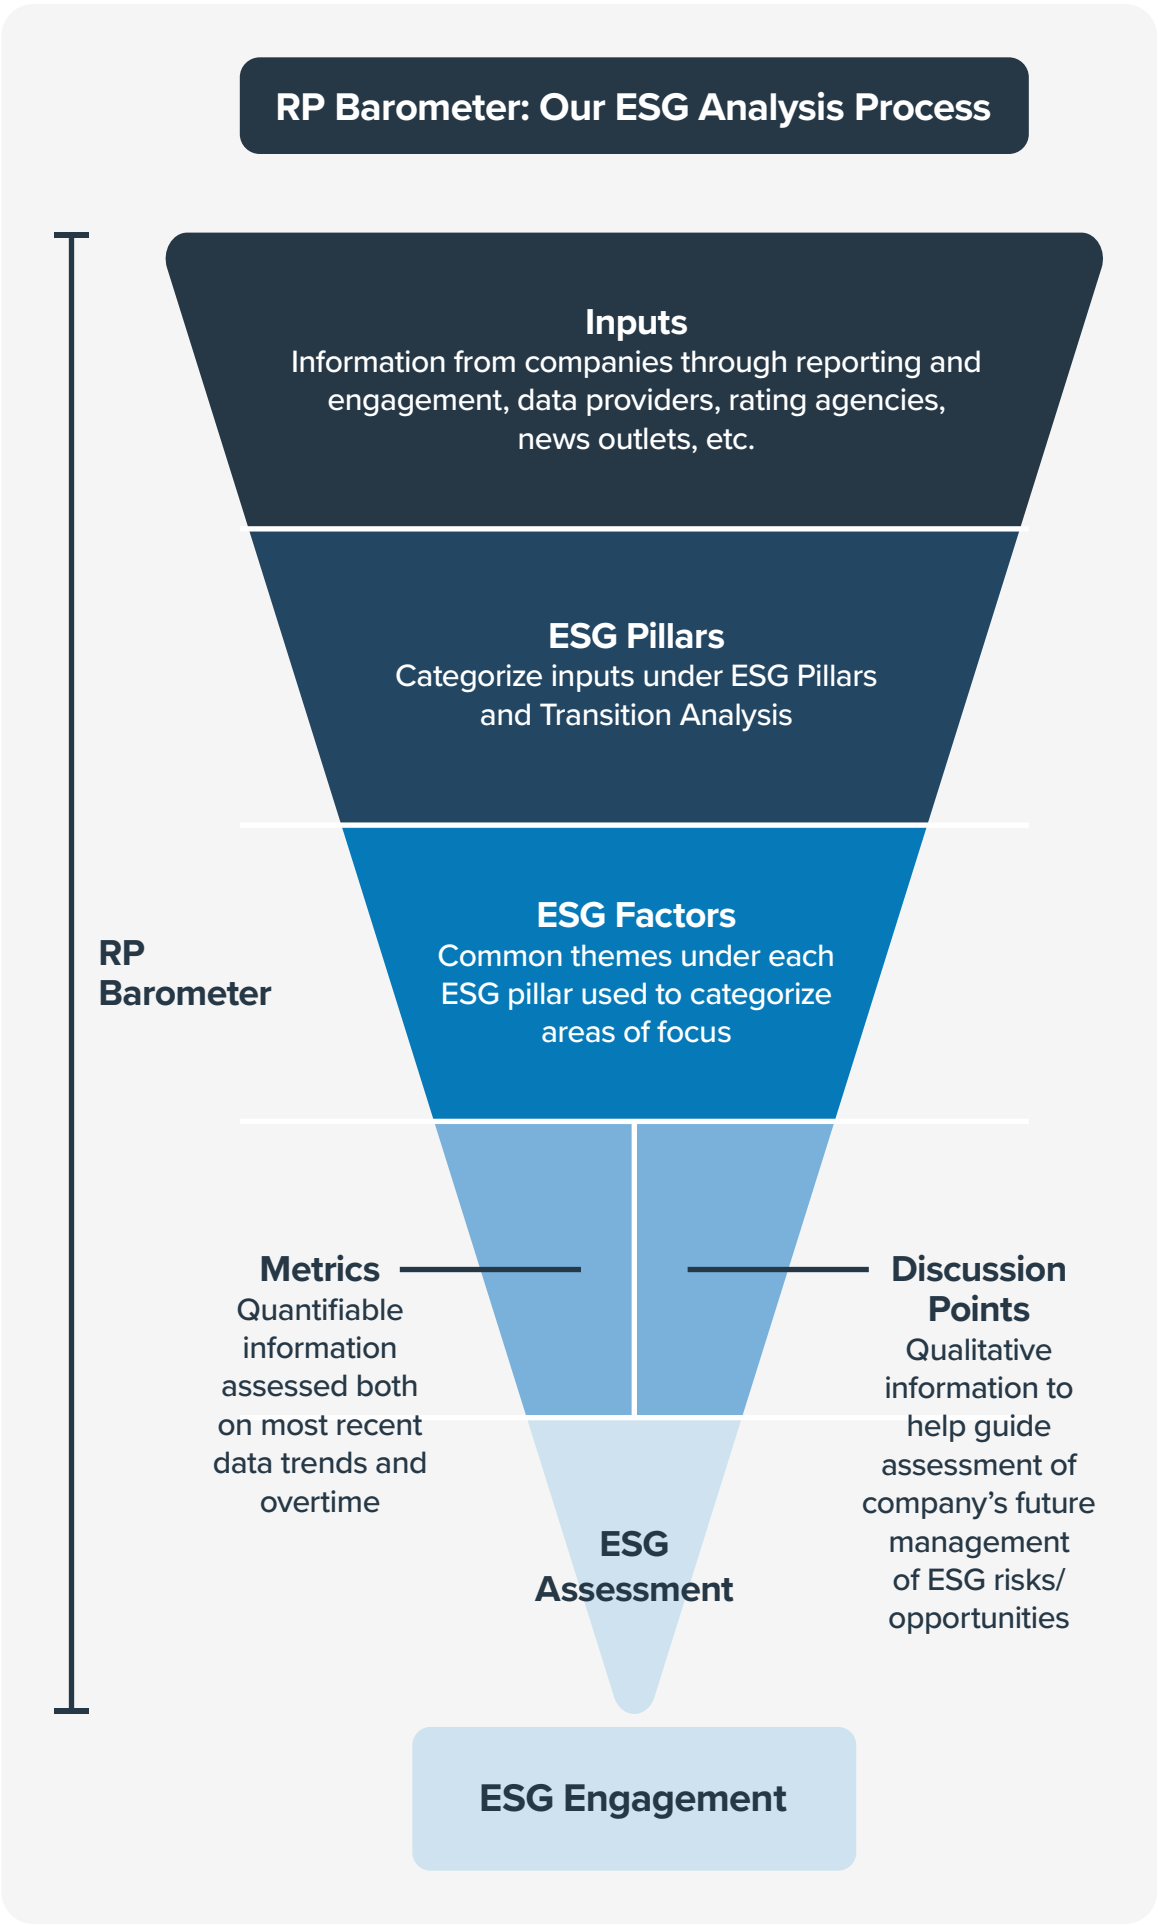 RP Barometer: Our ESG Analysis Process
Inputs
Information from companies through reporting and
engagement, data providers, rating agencies,
news outlets, etc.
ESG Pillars
Categorize inputs under ESG Pillars
and Transition Analysis
ESG Factors
Common themes under each
ESG pillar used to categorize
areas of focus
RP
Barometer
Metrics
Quantifiable
information
assessed both
on most recent
data trends and
overtime
Discussion
Points
Qualitative
information to
help guide
assessment of
company’s future
management
of ESG risks/
opportunities
ESG
Assessment
ESG Engagement